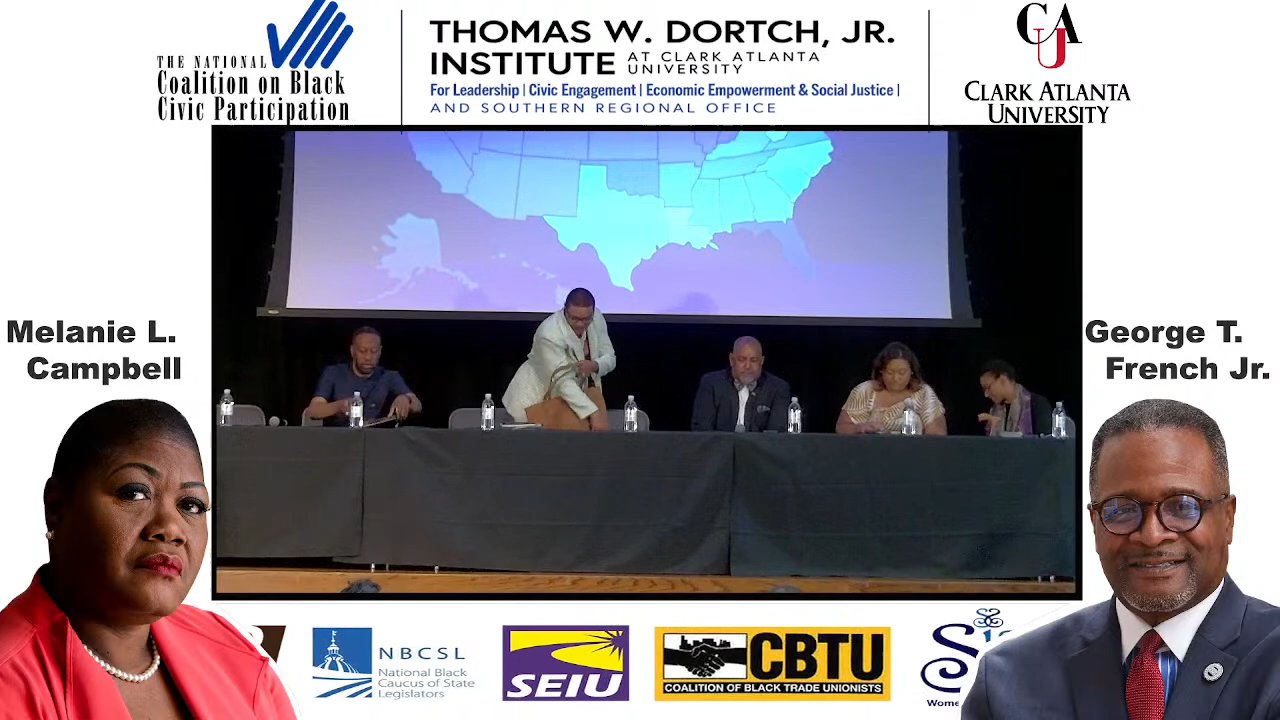 THE NATIONAL
Coalition on Black
Civic Participation
THOMAS W. DORTCH, JR.
INSTITUTE AT CLARK ATLANTA
UNIVERSITY
For Leadership | Civic Engagement | Economic Empowerment & Social Justice |
AND SOUTHERN REGIONAL OFFICE
CAU
CLARK ATLANTA
UNIVERSITY
Melanie L.
Campbell
George T.
French Jr.
NBCSL
National Black
Caucus of State
Legislators
SEIU
CBTU
COALITION OF BLACK TRADE UNIONISTS